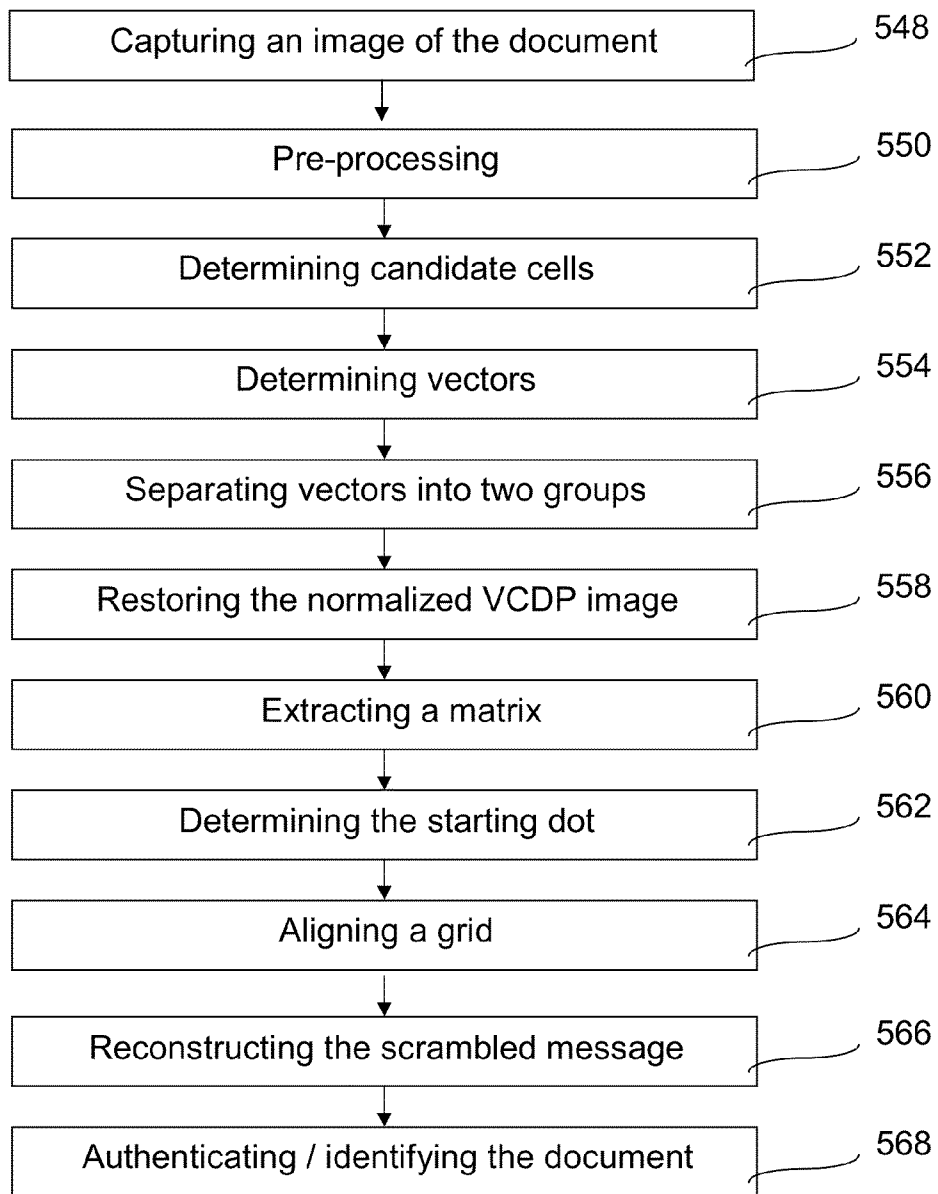 Capturing an image of the document 548
Pre-processing 550
Determining candidate cells 552
Determining vectors 554
Separating vectors into two groups 556
Restoring the normalized VCDP image 558
Extracting a matrix 560
Determining the starting dot 562
Aligning a grid 564
Reconstructing the scrambled message 566
Authenticating / identifying the document 568